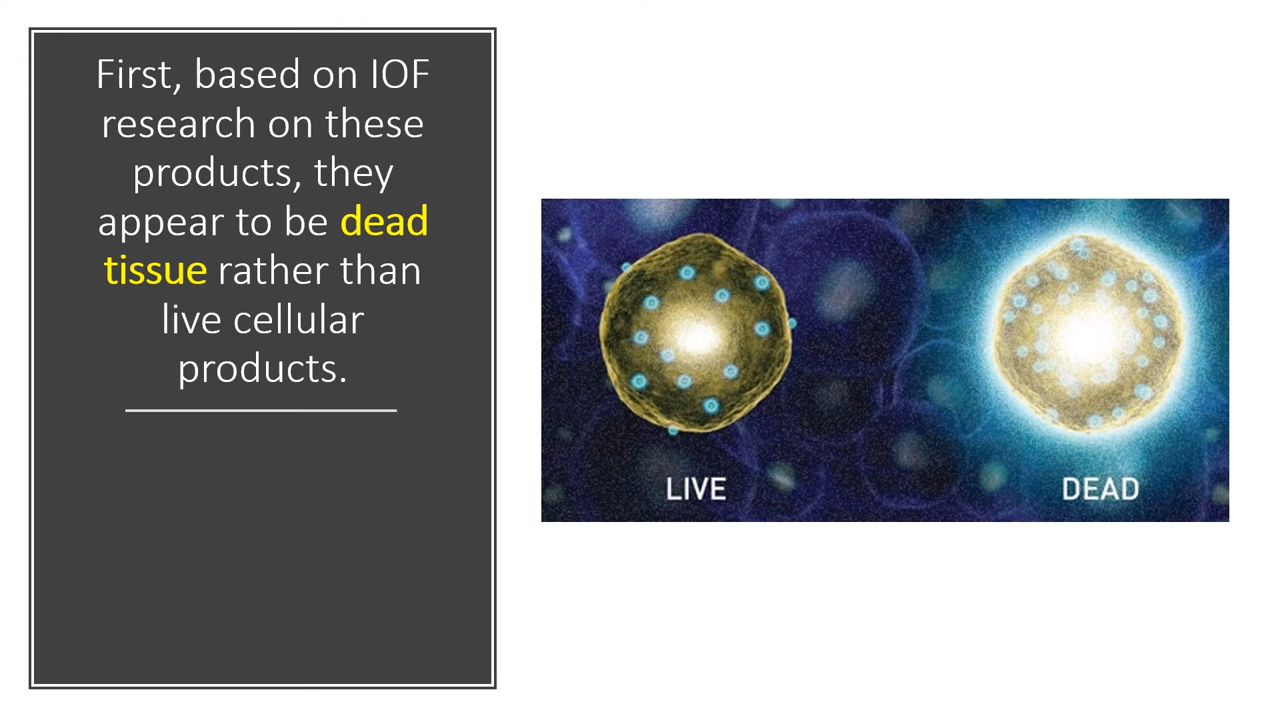 First, based on IOF
research on these
products, they
appear to be dead
tissue rather than
live cellular
products.
LIVE
DEAD